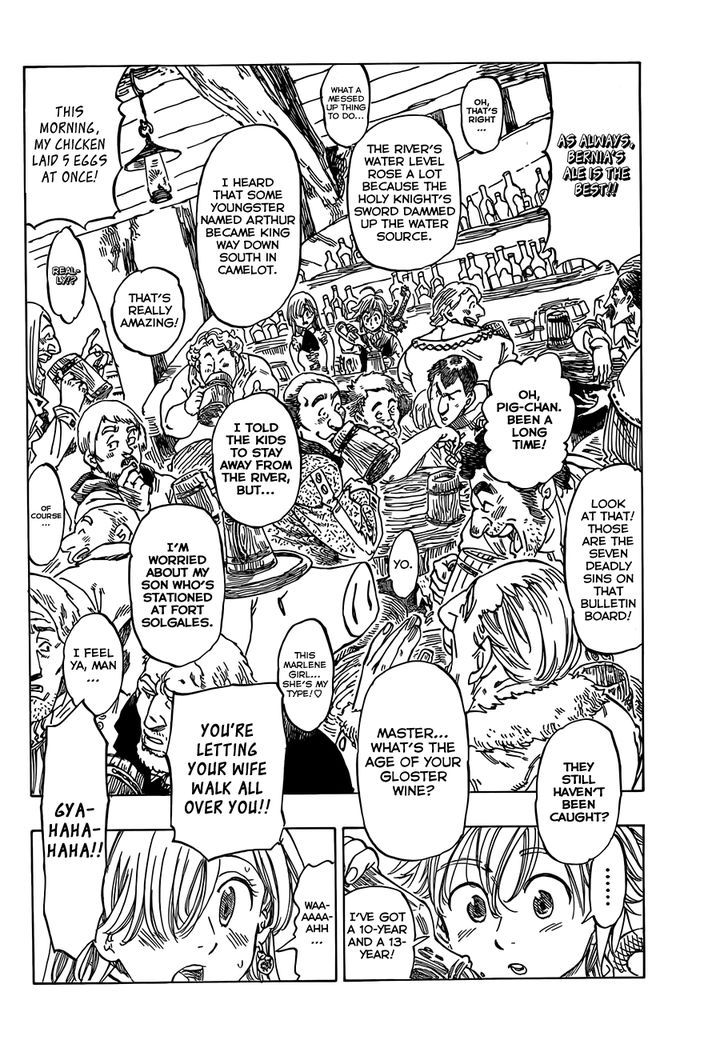 AS ALWAYS,
BERNIA'S
ALE IS THE
BEST!!
OH,
THAT'S
RIGHT
...
WHAT A
MESSED
UP THING
TO DO...
THE RIVER'S
WATER LEVEL
ROSE A LOT
BECAUSE THE
HOLY KNIGHT'S
SWORD DAMMED
UP THE WATER
SOURCE.
I HEARD
THAT SOME
YOUNGSTER
NAMED ARTHUR
BECAME KING
WAY DOWN
SOUTH IN
CAMELOT.
THIS
MORNING,
MY CHICKEN
LAID 5 EGGS
AT ONCE!
REAL-
LY!?
THAT'S
REALLY
AMAZING!
OH,
PIG-CHAN.
BEEN A
LONG
TIME!
YO.
I TOLD
THE KIDS
TO STAY
AWAY FROM
THE RIVER,
BUT...
OF
COURSE
...
LOOK
AT THAT!
THOSE
ARE THE
SEVEN
DEADLY
SINS ON
THAT
BULLETIN
BOARD!
I'M
WORRIED
ABOUT MY
SON WHO'S
STATIONED
AT FORT
SOLGALES.
I FEEL
YA, MAN
...
THIS
MARLENE
GIRL...
SHE'S MY
TYPE!♡
MASTER...
WHAT'S THE
AGE OF YOUR
GLOSTER
WINE?
THEY
STILL
HAVEN'T
BEEN
CAUGHT?
YOU'RE
LETTING
YOUR WIFE
WALK ALL
OVER YOU!!
GYA-
HAHA-
HAHA!!
......
I'VE GOT
A 10-YEAR
AND A 13-
YEAR!
WAA-
AAAAA-
AHH
...